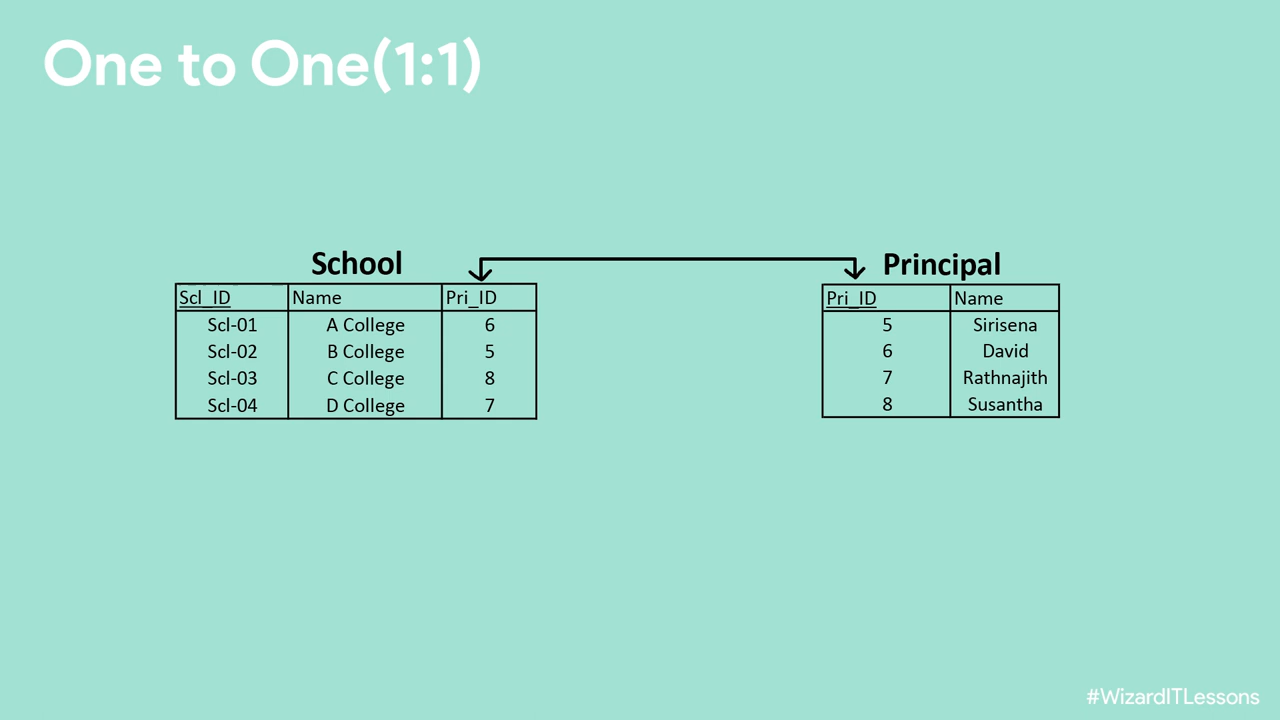 One to One(1:1)
School
Scl_ID Name Pri_ID
Scl-01 A College 6
Scl-02 B College 5
Scl-03 C College 8
Scl-04 D College 7
Principal
Pri_ID Name
5 Sirisena
6 David
7 Rathnajith
8 Susantha
#WizardITLessons